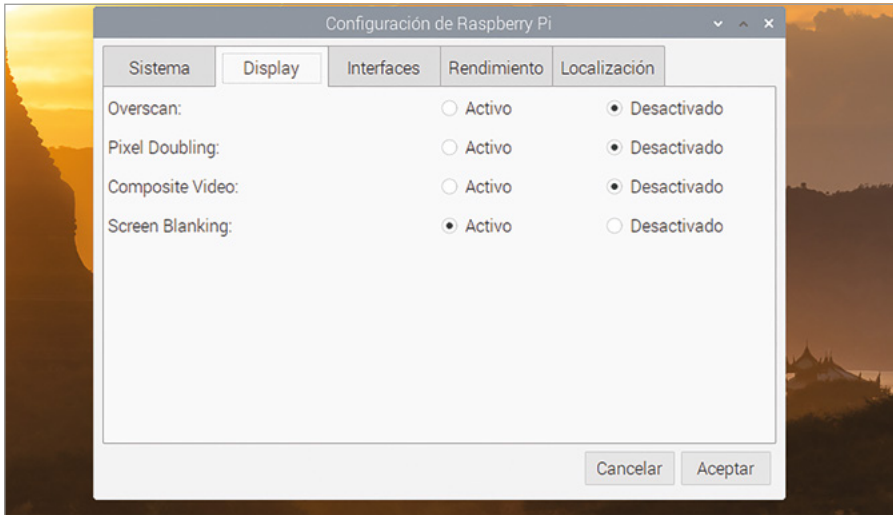 Configuración de Raspberry Pi
Sistema Display Interfaces Rendimiento Localización
Overscan: Activo Desactivado
Pixel Doubling: Activo Desactivado
Composite Video: Activo Desactivado
Screen Blanking: Activo Desactivado
Cancelar Aceptar